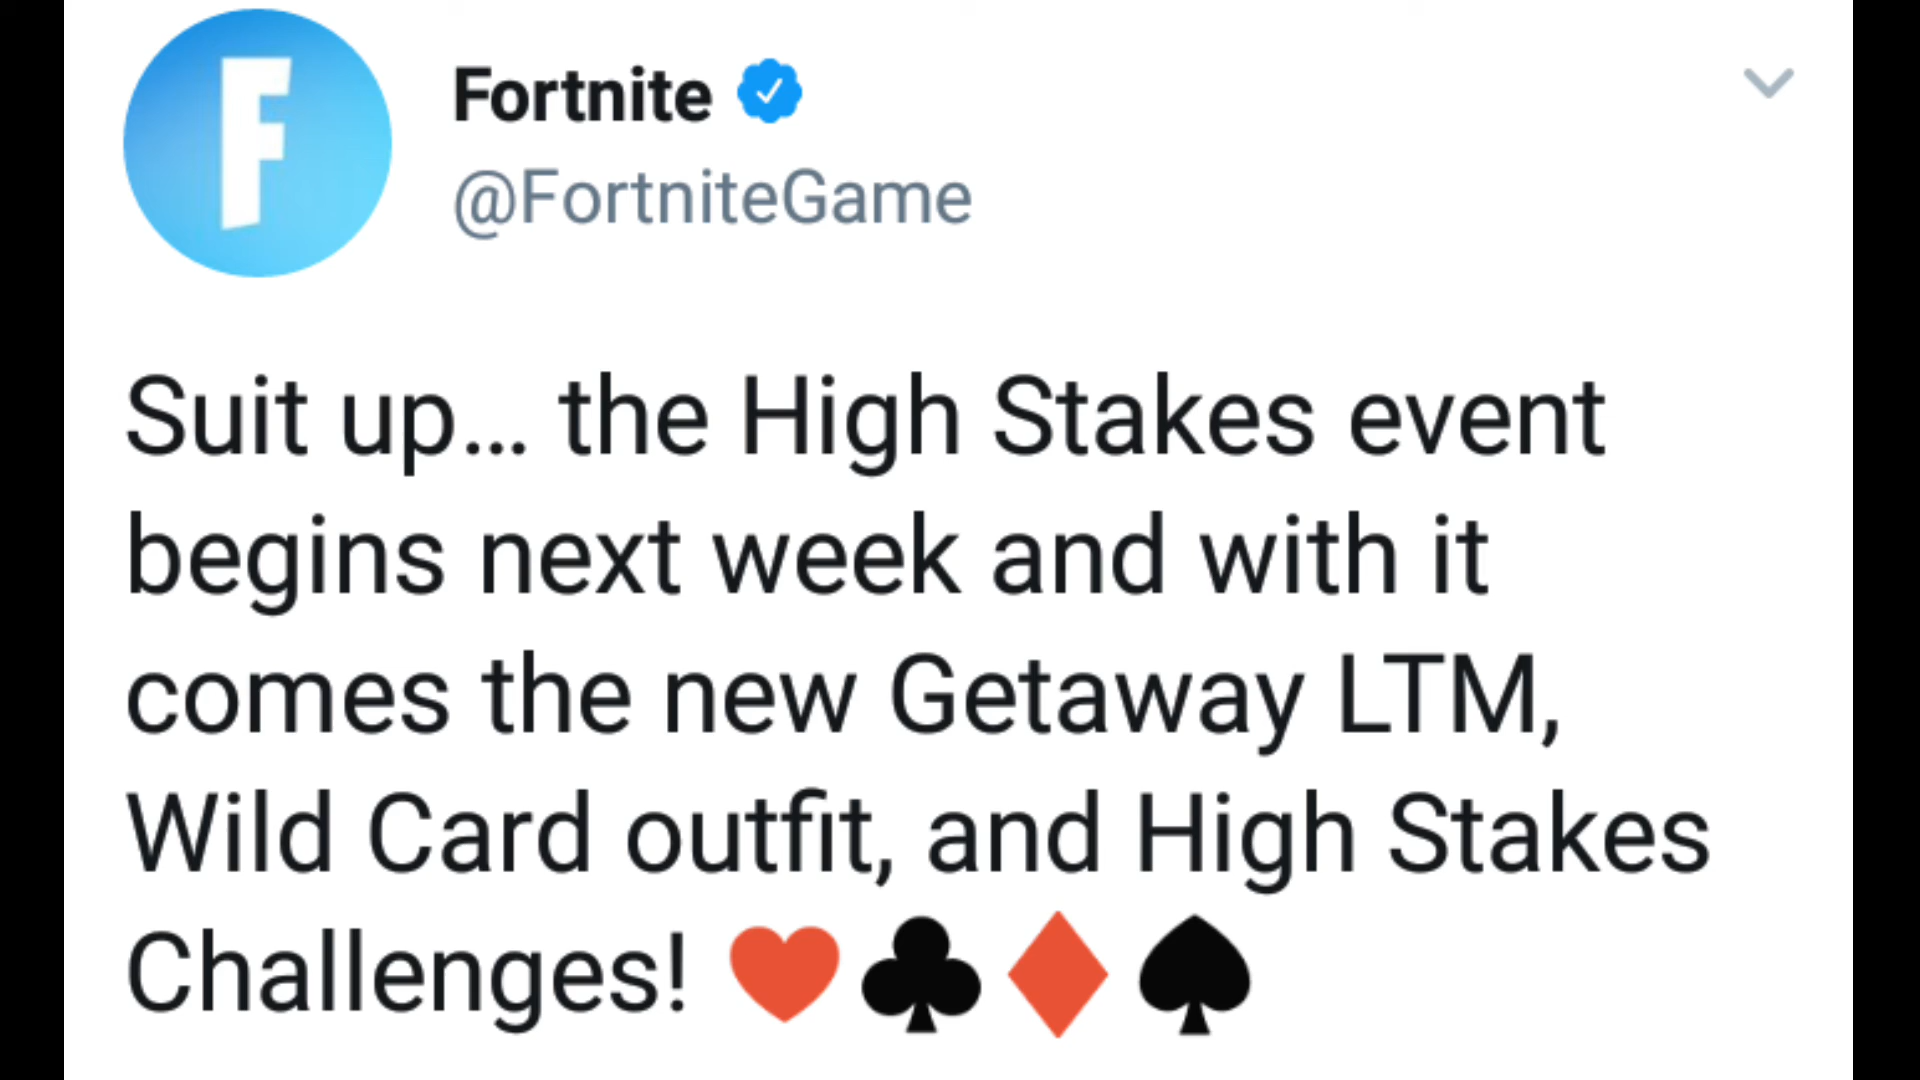 F
Fortnite
@FortniteGame
Suit up… the High Stakes event
begins next week and with it
comes the new Getaway LTM,
Wild Card outfit, and High Stakes
Challenges! ♥️♣️♦️♠️